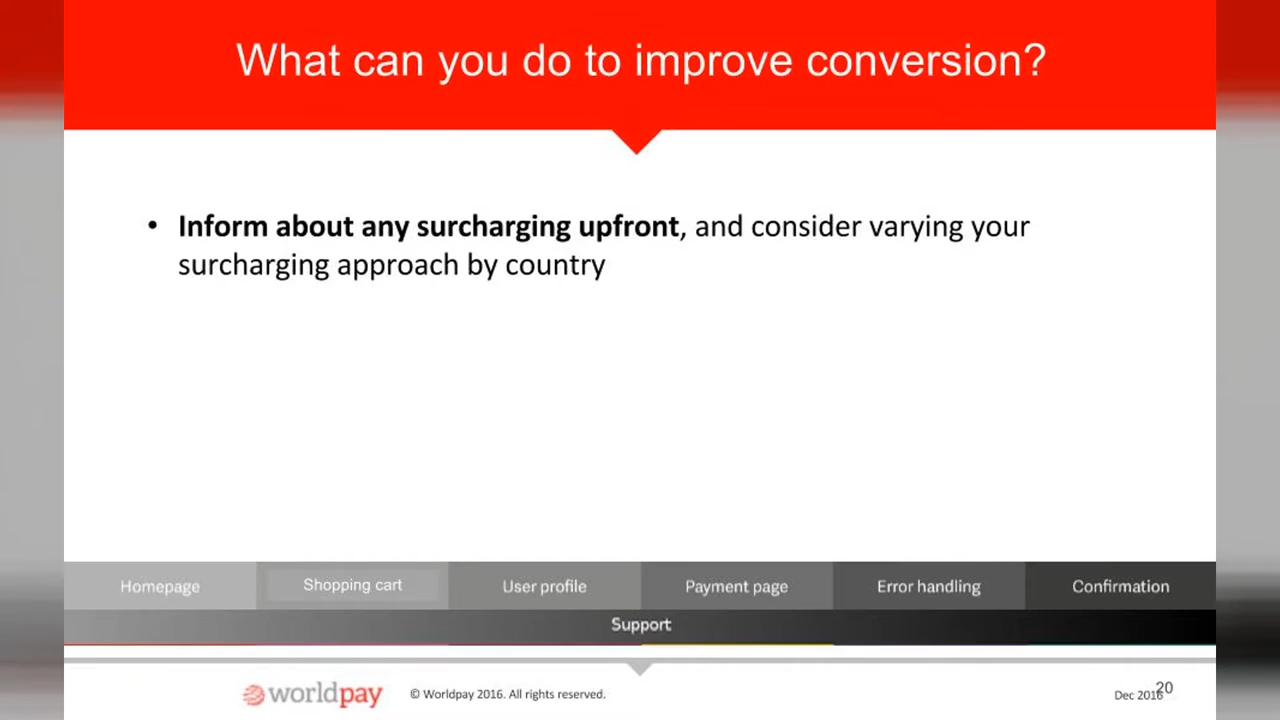 What can you do to improve conversion?
• Inform about any surcharging upfront, and consider varying your
surcharging approach by country
Homepage Shopping cart User profile Payment page Error handling Confirmation
Support
worldpay © Worldpay 2016. All rights reserved. Dec 2016 20